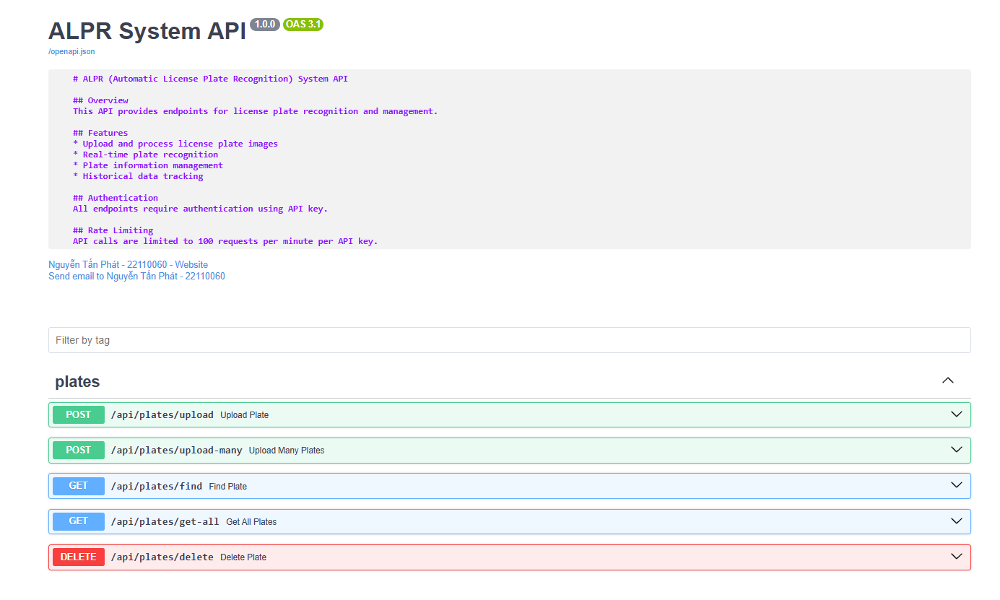 ALPR System API 1.0.0 OAS 3.1
/openapi.json
# ALPR (Automatic License Plate Recognition) System API
## Overview
This API provides endpoints for license plate recognition and management.
## Features
* Upload and process license plate images
* Real-time plate recognition
* Plate information management
* Historical data tracking
## Authentication
All endpoints require authentication using API key.
## Rate Limiting
API calls are limited to 100 requests per minute per API key.
Nguyễn Tấn Phát - 22110060 - Website
Send email to Nguyễn Tấn Phát - 22110060
Filter by tag
plates
POST /api/plates/upload Upload Plate
POST /api/plates/upload-many Upload Many Plates
GET /api/plates/find Find Plate
GET /api/plates/get-all Get All Plates
DELETE /api/plates/delete Delete Plate